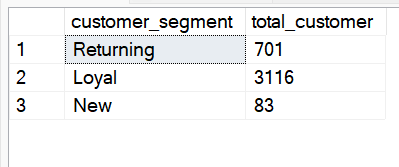 customer_segment total_customer
1 Returning 701
2 Loyal 3116
3 New 83